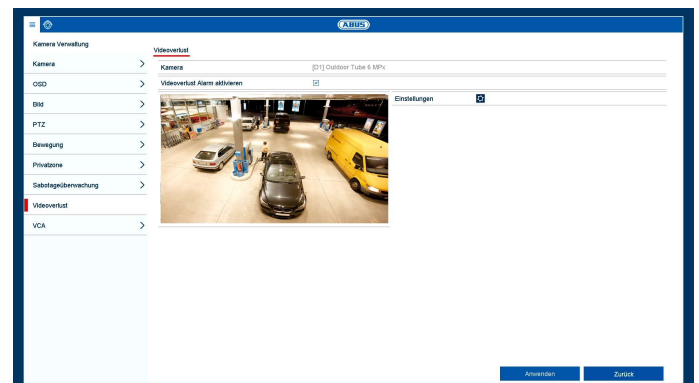 ABUS
Kamera Verwaltung
Kamera
OSD
Bild
PTZ
Bewegung
Privatzone
Sabotageüberwachung
Videoverlust
VCA
Videoverlust
Kamera [D1] Outdoor Tube 6 MPx
Videoverlust Alarm aktivieren
Einstellungen
Anwenden Zurück